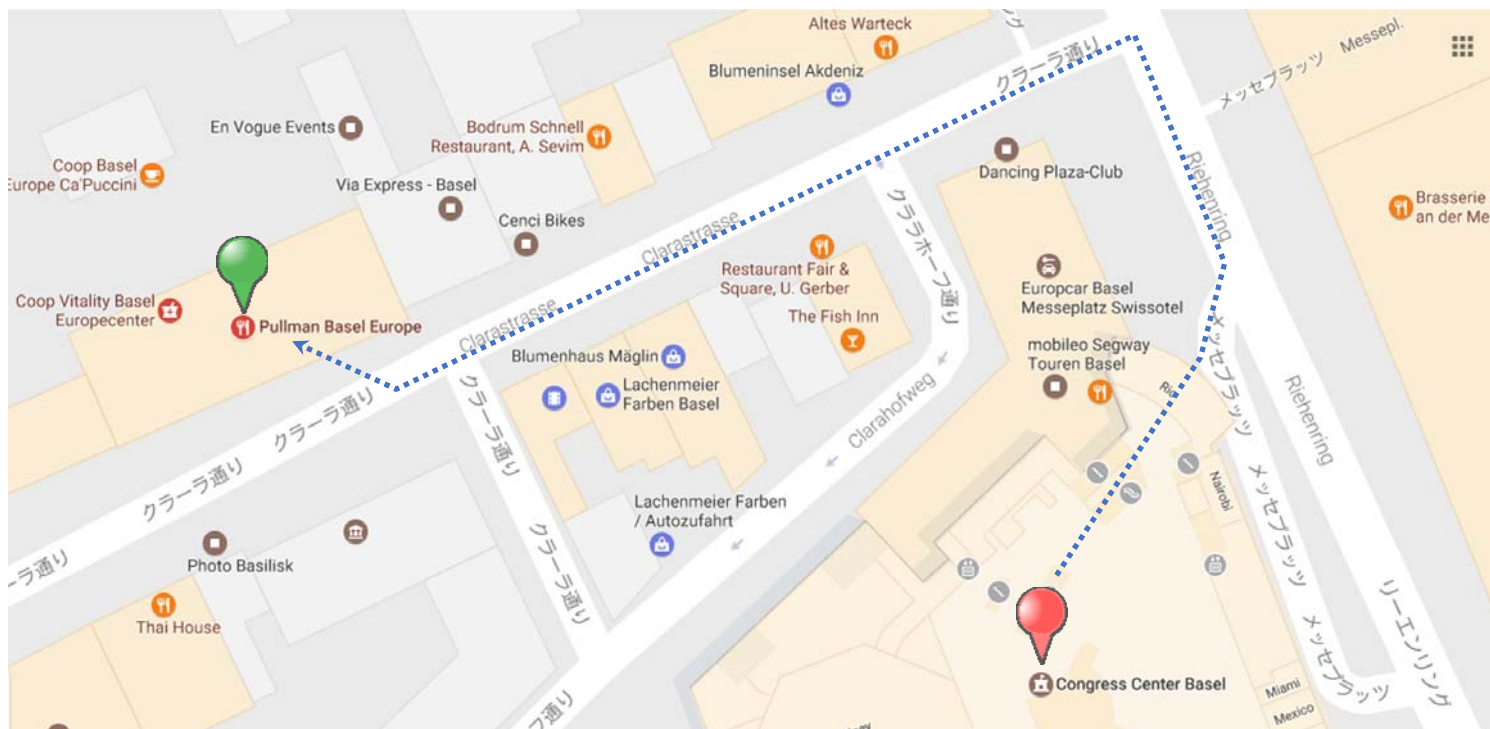 Altes Warteck
クラーラ通り
メッセプラッツ Messepl.
Blumeninsel Akdeniz
En Vogue Events
Bodrum Schnell
Restaurant, A. Sevim
Coop Basel
Europe Ca'Puccini
Via Express - Basel
Dancing Plaza-Club
Riehenring
Brasserie
an der Me
Cenci Bikes
Clarastrasse
クララホーフ通り
Restaurant Fair &
Square, U. Gerber
Europcar Basel
Messeplatz Swissotel
Coop Vitality Basel
Europecenter
Pullman Basel Europe
Clarastrasse
The Fish Inn
mobileo Segway
Touren Basel
メッセプラッツ
Blumenhaus Mäglin
Lachenmeier
Farben Basel
Clarahofweg
Riehenring
クラーラ通り
クラーラ通り
クラーラ通り
Nairobi
メッセプラッツ
Lachenmeier Farben
/ Autozufahrt
クラーラ通り
ーラ通り
Photo Basilisk
Thai House
メッセプラッツ
リーエンリング
Congress Center Basel
Miami
Mexico
フ通り